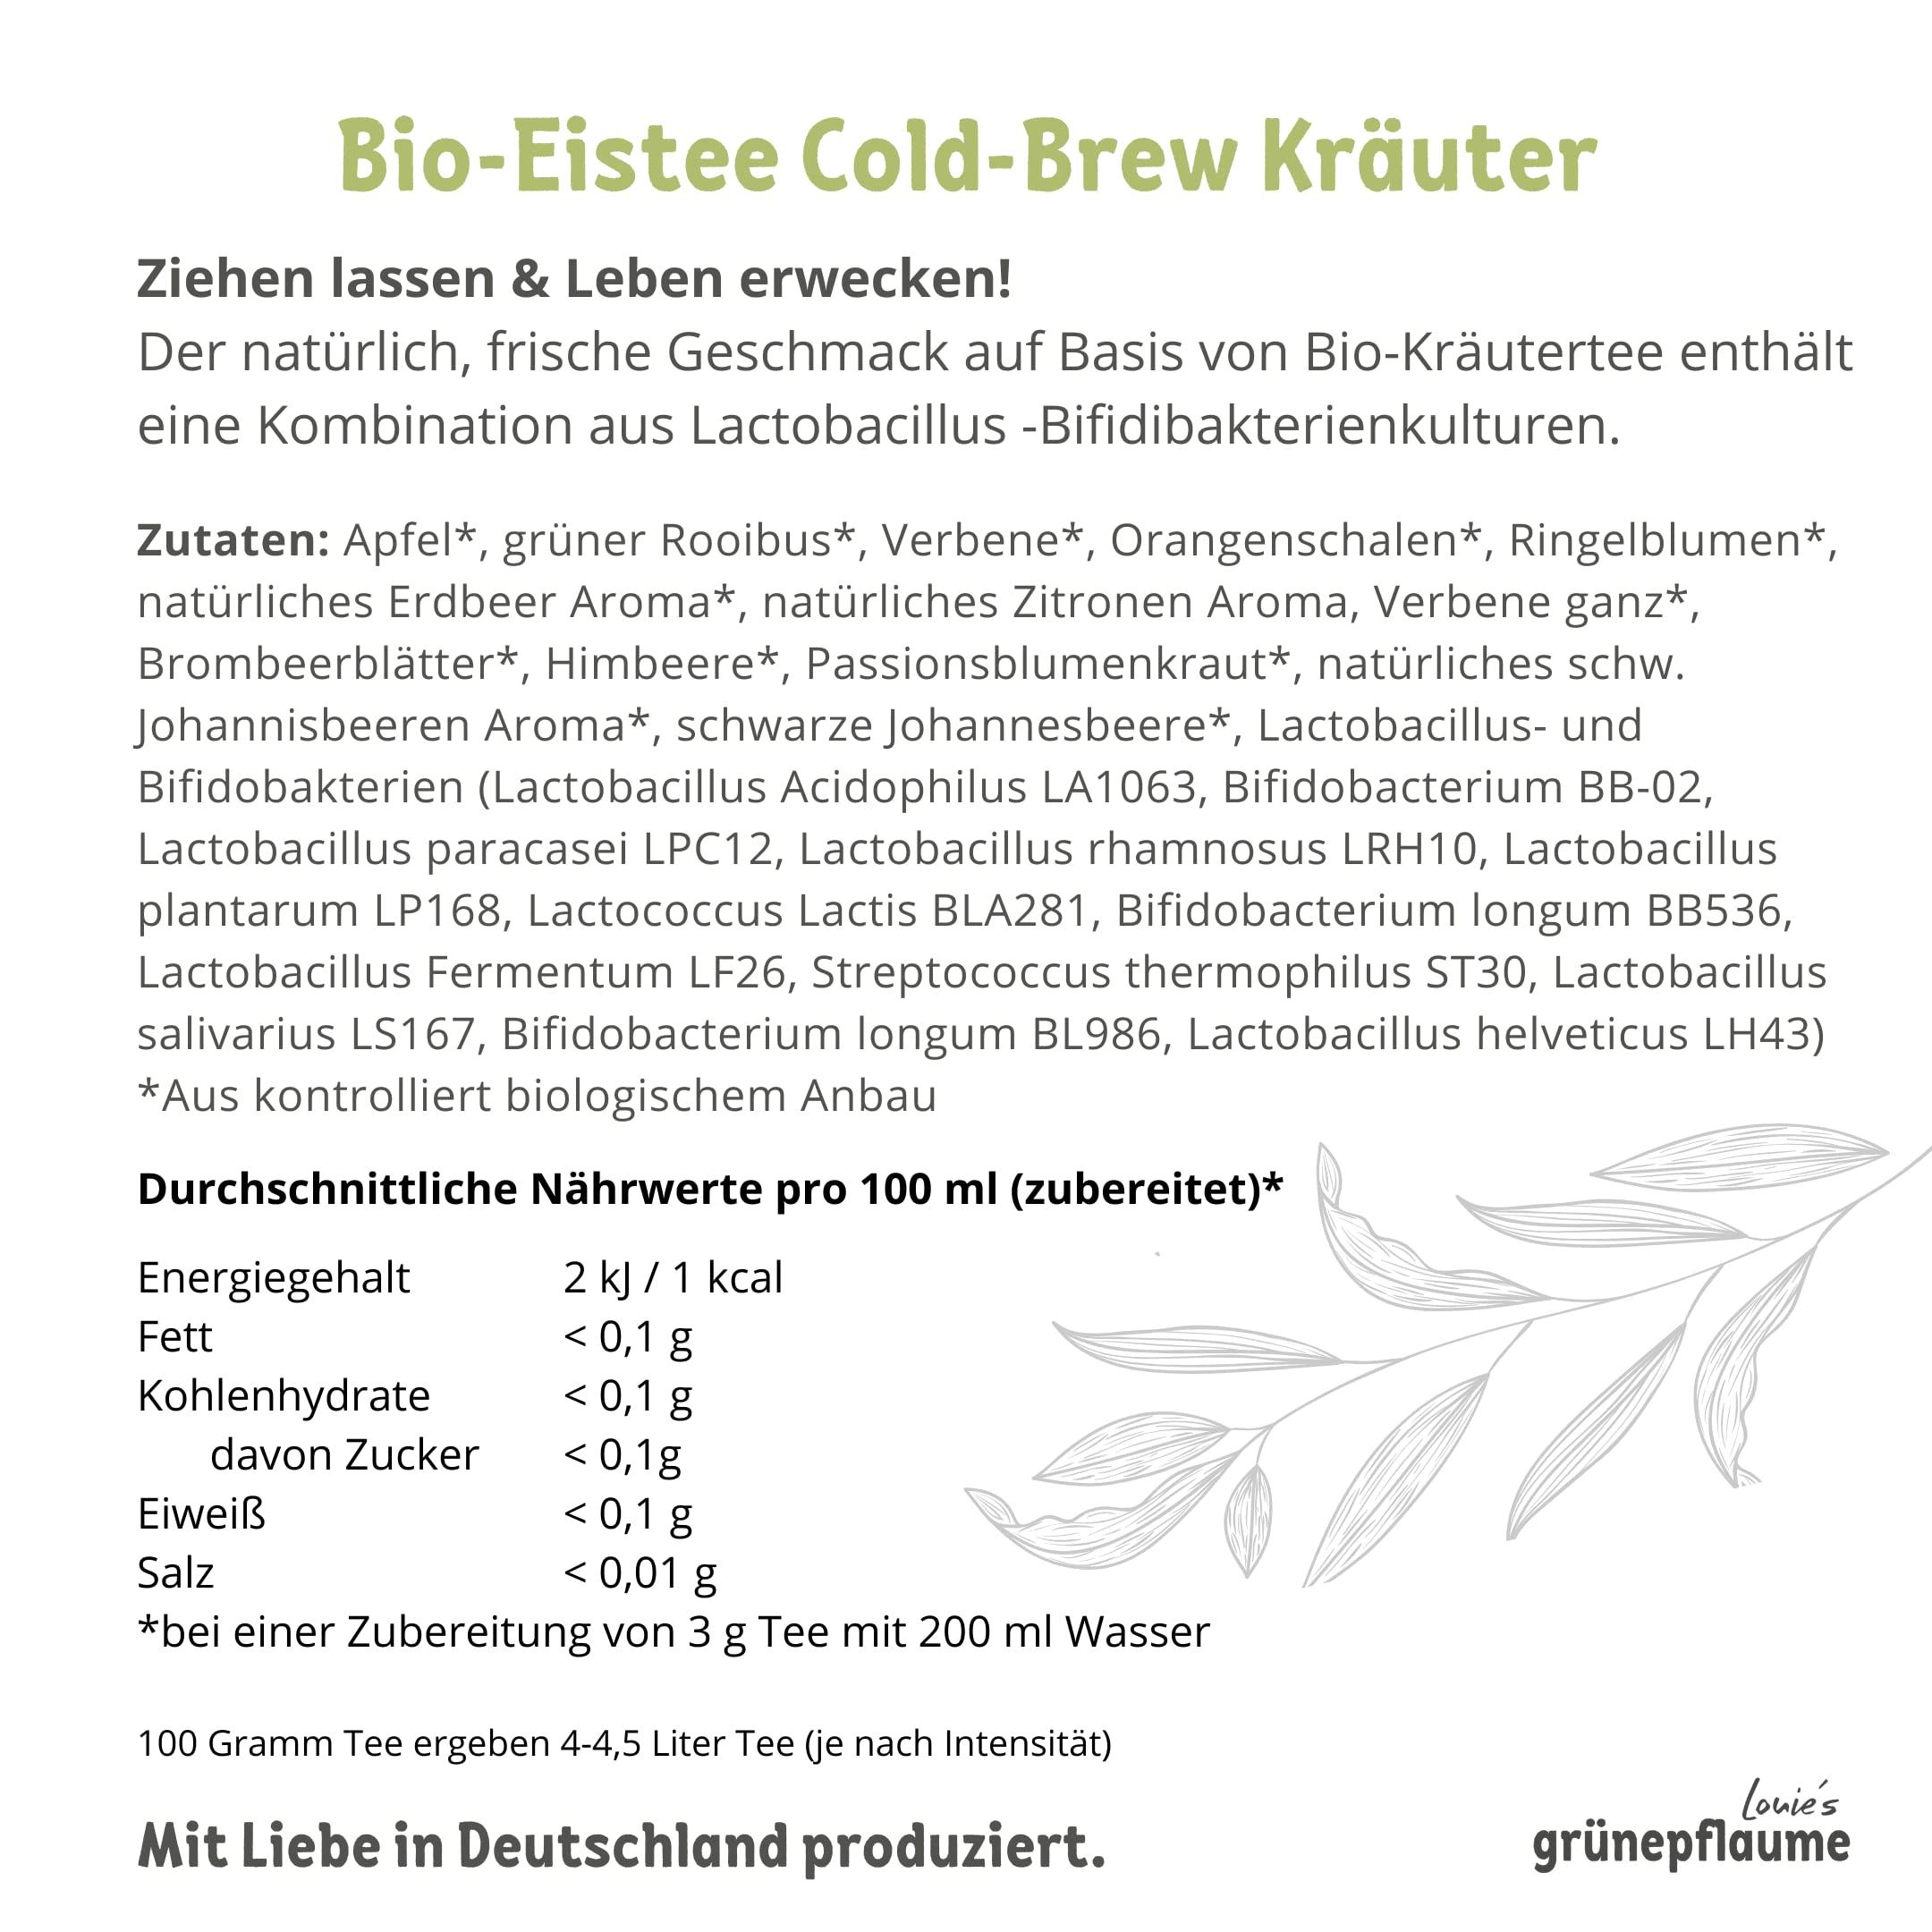 Bio-Eistee Cold-Brew Kräuter
Ziehen lassen & Leben erwecken!
Der natürlich, frische Geschmack auf Basis von Bio-Kräutertee enthält
eine Kombination aus Lactobacillus -Bifidibakterienkulturen.
Zutaten: Apfel*, grüner Rooibus*, Verbene*, Orangenschalen*, Ringelblumen*,
natürliches Erdbeer Aroma*, natürliches Zitronen Aroma, Verbene ganz*,
Brombeerblätter*, Himbeere*, Passionsblumenkraut*, natürliches schw.
Johannisbeeren Aroma*, schwarze Johannesbeere*, Lactobacillus- und
Bifidobakterien (Lactobacillus Acidophilus LA1063, Bifidobacterium BB-02,
Lactobacillus paracasei LPC12, Lactobacillus rhamnosus LRH10, Lactobacillus
plantarum LP168, Lactococcus Lactis BLA281, Bifidobacterium longum BB536,
Lactobacillus Fermentum LF26, Streptococcus thermophilus ST30, Lactobacillus
salivarius LS167, Bifidobacterium longum BL986, Lactobacillus helveticus LH43)
*Aus kontrolliert biologischem Anbau
Durchschnittliche Nährwerte pro 100 ml (zubereitet)*
Energiegehalt 2 kJ / 1 kcal
Fett < 0,1 g
Kohlenhydrate < 0,1 g
davon Zucker < 0,1g
Eiweiß < 0,1 g
Salz < 0,01 g
*bei einer Zubereitung von 3 g Tee mit 200 ml Wasser
100 Gramm Tee ergeben 4-4,5 Liter Tee (je nach Intensität)
Mit Liebe in Deutschland produziert.
Louie's
grünepflaume